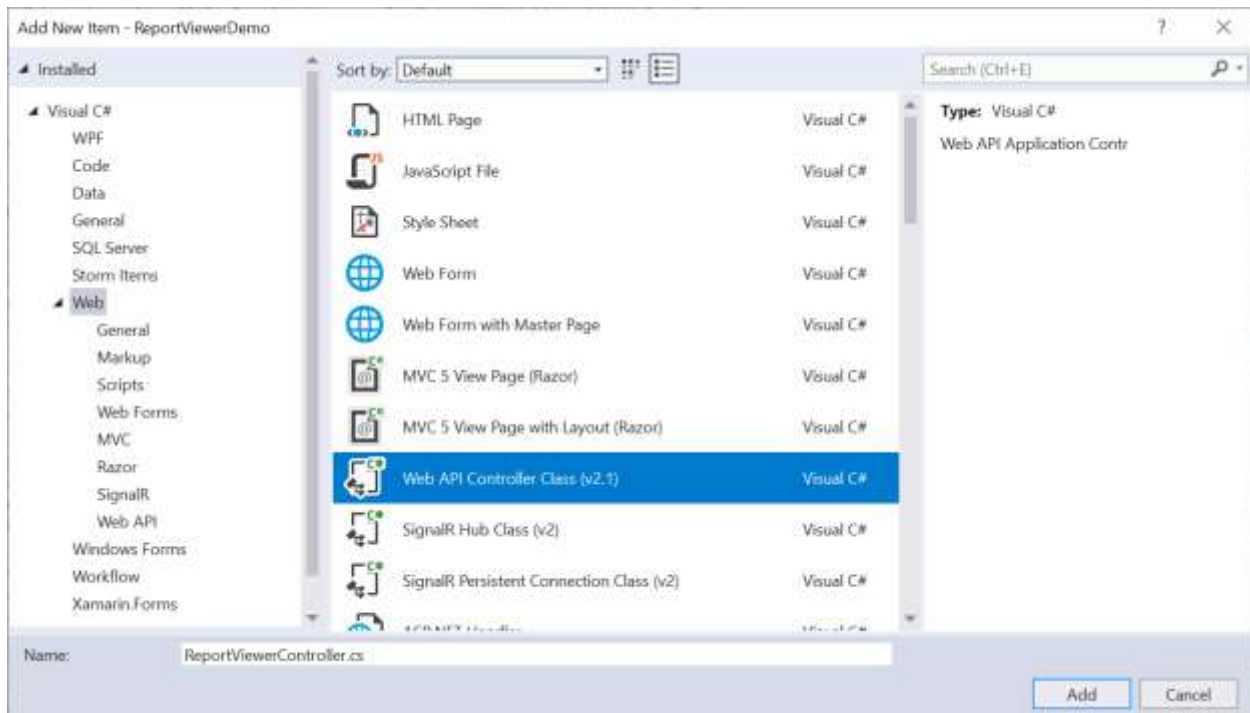 Add New Item - ReportViewerDemo
? ×
Installed
Sort by: Default
Search (Ctrl+E)
Visual C#
WPF
Code
Data
General
SQL Server
Storm Items
Web
General
Markup
Scripts
Web Forms
MVC
Razor
SignalR
Web API
Windows Forms
Workflow
Xamarin.Forms
HTML Page Visual C#
JavaScript File Visual C#
Style Sheet Visual C#
Web Form Visual C#
Web Form with Master Page Visual C#
MVC 5 View Page (Razor) Visual C#
MVC 5 View Page with Layout (Razor) Visual C#
Web API Controller Class (v2.1) Visual C#
SignalR Hub Class (v2) Visual C#
SignalR Persistent Connection Class (v2) Visual C#
Type: Visual C#
Web API Application Contr
Name: ReportViewerController.cs
Add Cancel